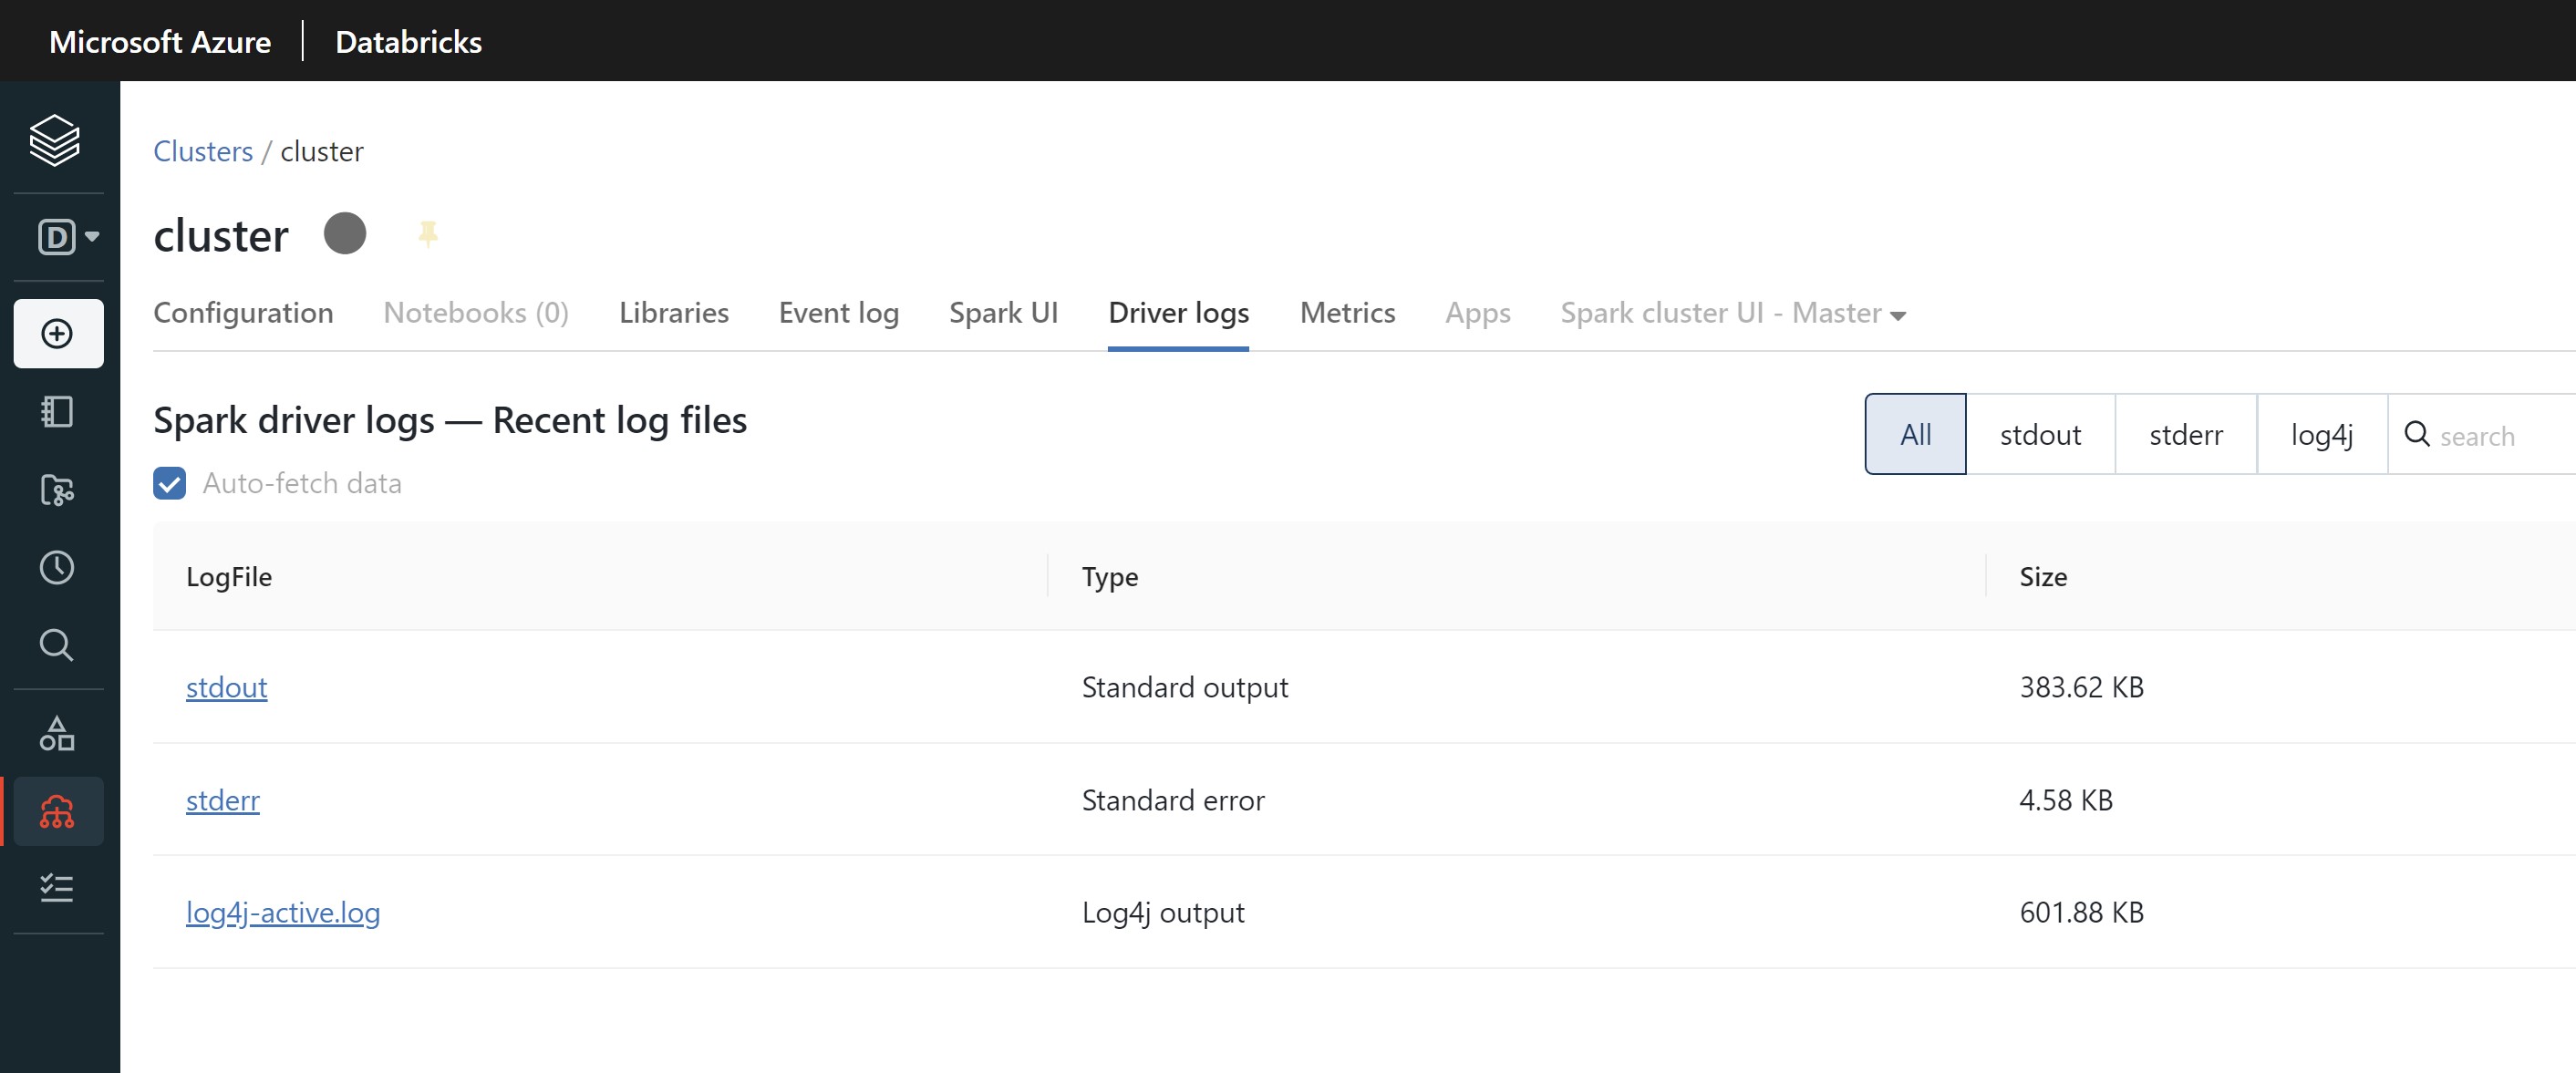 Microsoft Azure | Databricks
Clusters / cluster
D
cluster
Configuration Notebooks (0) Libraries Event log Spark UI Driver logs Metrics Apps Spark cluster UI - Master
Spark driver logs — Recent log files
All stdout stderr log4j search
Auto-fetch data
LogFile Type Size
stdout Standard output 383.62 KB
stderr Standard error 4.58 KB
log4j-active.log Log4j output 601.88 KB